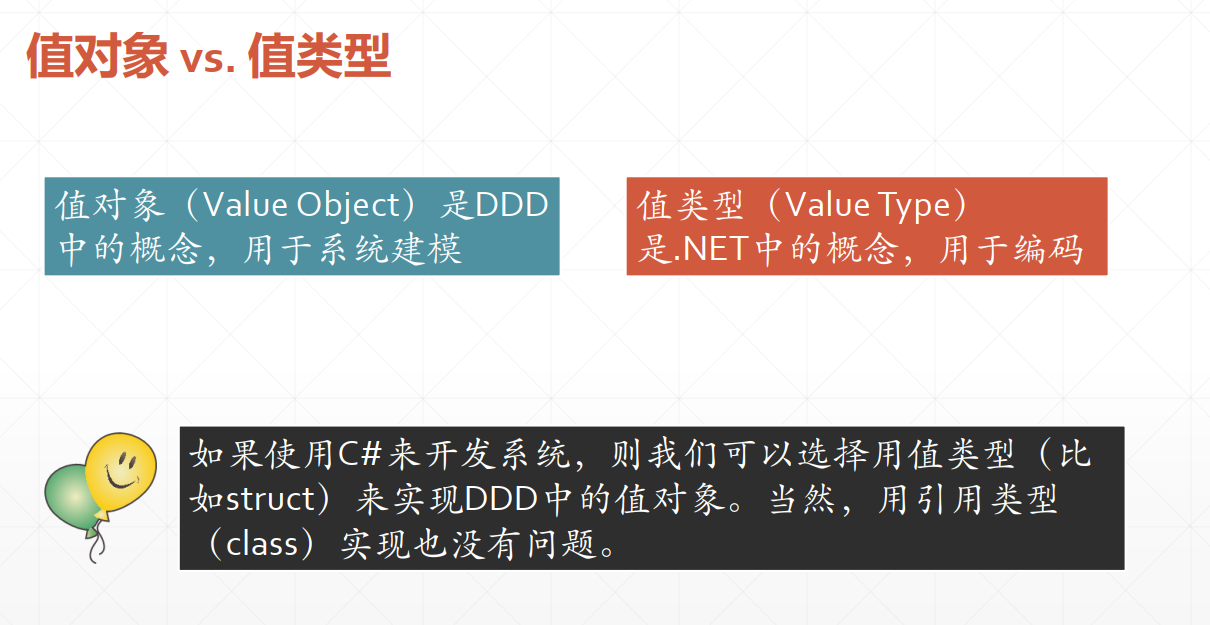 值对象 vs. 值类型
值对象（Value Object）是DDD
中的概念，用于系统建模
值类型（Value Type）
是.NET中的概念，用于编码
如果使用C#来开发系统，则我们可以选择用值类型（比
如struct）来实现DDD中的值对象。当然，用引用类型
（class）实现也没有问题。